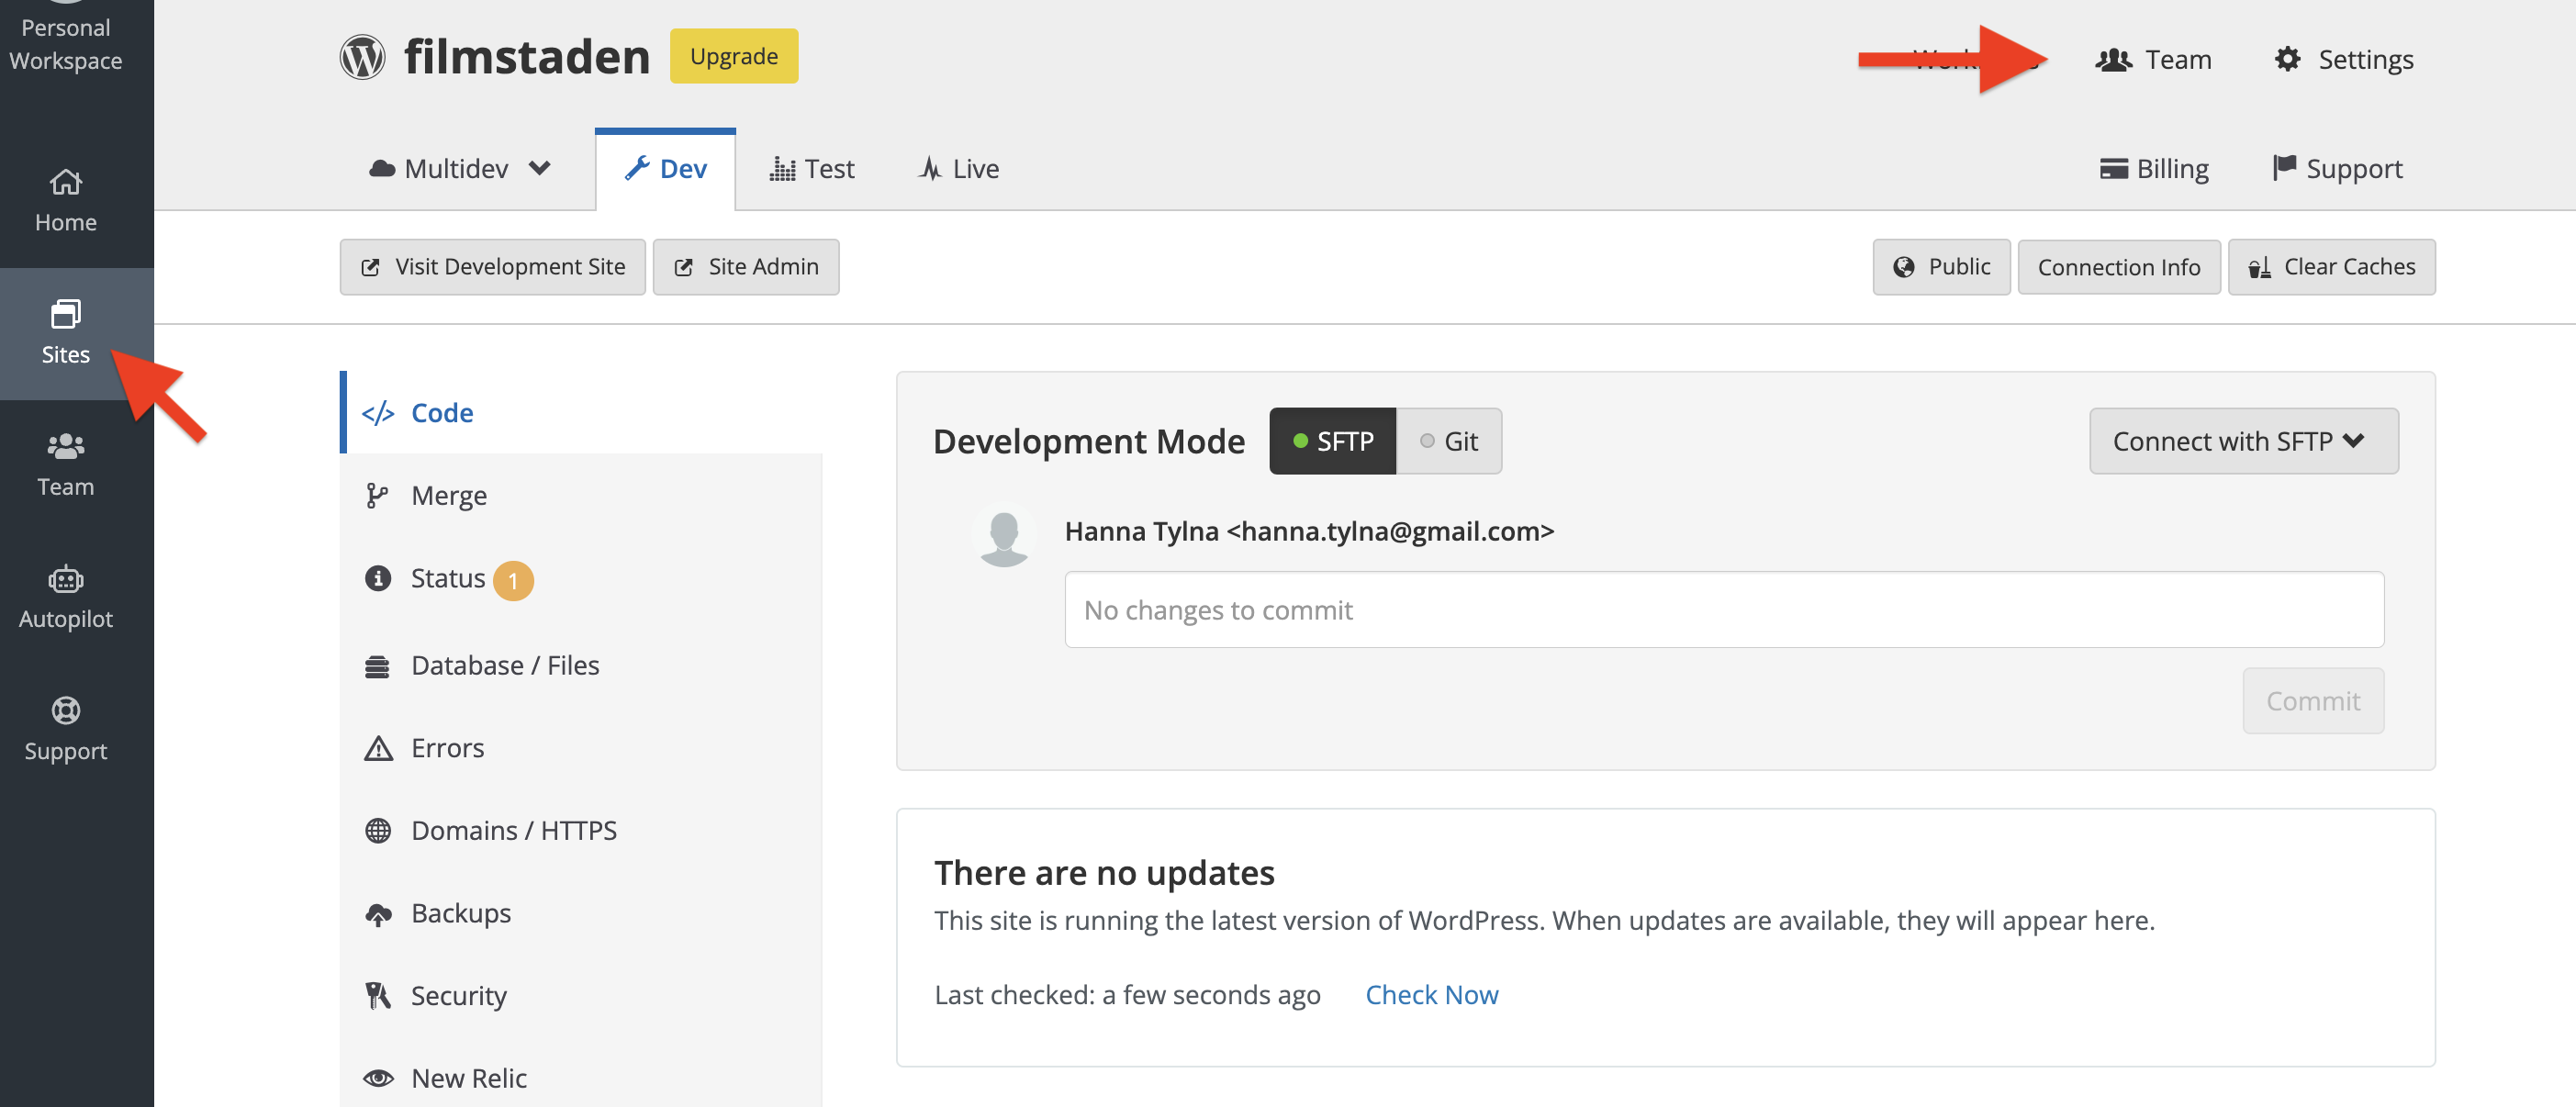 Personal
Workspace
Home
Sites
Team
Autopilot
Support
filmstaden
Upgrade
Team
Settings
Multidev
Dev
Test
Live
Billing
Support
Visit Development Site
Site Admin
Public
Connection Info
Clear Caches
Code
Merge
Status 1
Database / Files
Errors
Domains / HTTPS
Backups
Security
New Relic
Development Mode
SFTP
Git
Connect with SFTP
Hanna Tylna <hanna.tylna@gmail.com>
No changes to commit
Commit
There are no updates
This site is running the latest version of WordPress. When updates are available, they will appear here.
Last checked: a few seconds ago
Check Now